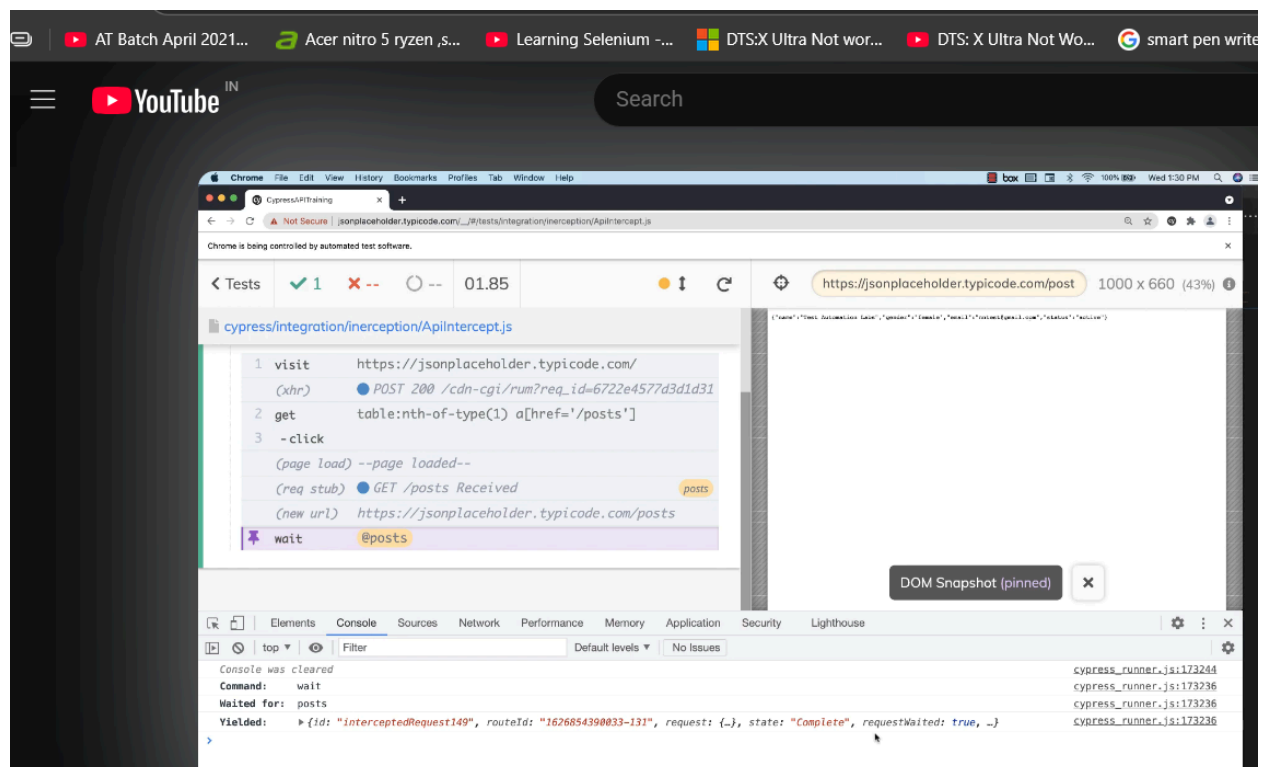 AT Batch April 2021... Acer nitro 5 ryzen ,s... Learning Selenium -... DTS:X Ultra Not wor... DTS: X Ultra Not Wo... smart pen write
YouTube IN Search
Chrome File Edit View History Bookmarks Profiles Tab Window Help box 100% Wed 1:30 PM
CypressAPITraining
Not Secure | jsonplaceholder.typicode.com/__/#/tests/integration/inerception/ApiIntercept.js
Chrome is being controlled by automated test software.
Tests 1 -- -- 01.85 https://jsonplaceholder.typicode.com/post 1000 x 660 (43%)
cypress/integration/inerception/ApiIntercept.js
1 visit https://jsonplaceholder.typicode.com/
(xhr) POST 200 /cdn-cgi/rum?req_id=6722e4577d3d1d31
2 get table:nth-of-type(1) a[href='/posts']
3 -click
(page load) --page loaded--
(req stub) GET /posts Received posts
(new url) https://jsonplaceholder.typicode.com/posts
wait @posts
DOM Snapshot (pinned)
Elements Console Sources Network Performance Memory Application Security Lighthouse
top Filter Default levels No Issues
Console was cleared cypress_runner.js:173244
Command: wait cypress_runner.js:173236
Waited for: posts cypress_runner.js:173236
Yielded: {id: "interceptedRequest149", routeId: "1626854390033-131", request: {…}, state: "Complete", requestWaited: true, …} cypress_runner.js:173236